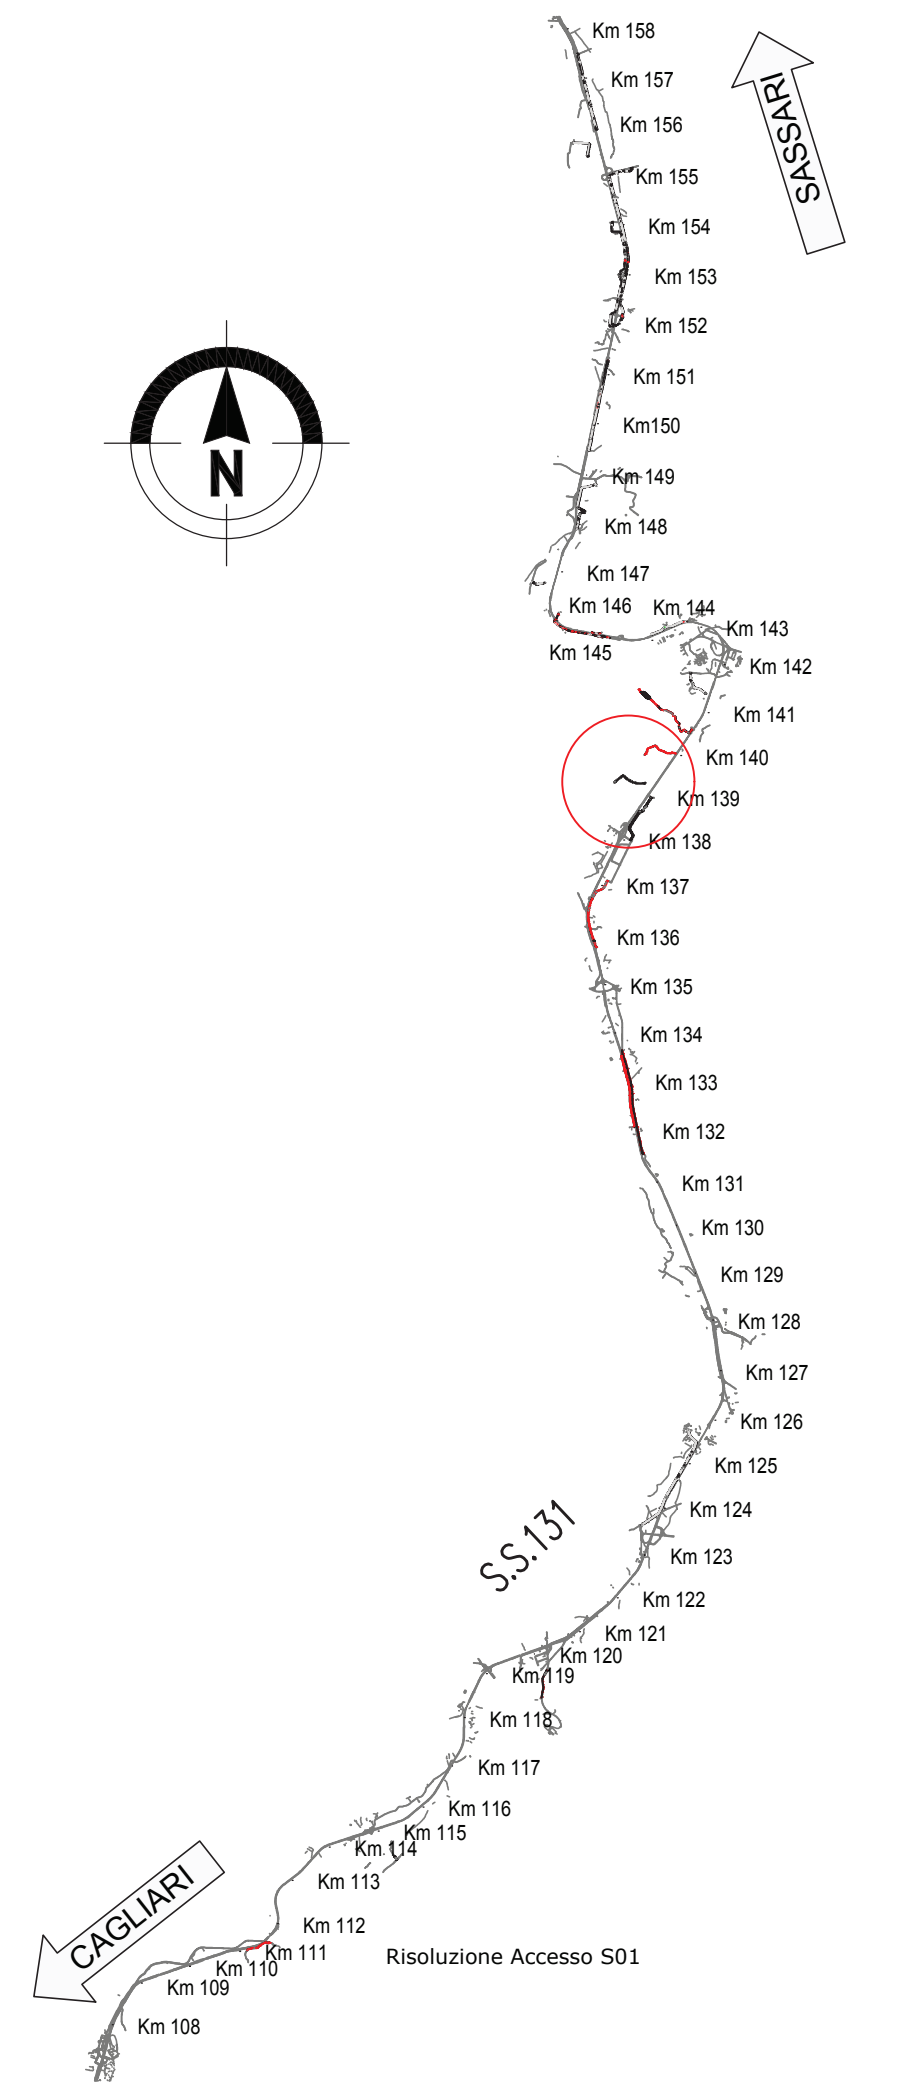 Km 158
SASSARI
Km 157
Km 156
Km 155
Km 154
Km 153
Km 152
Km 151
Km150
N
Km 149
Km 148
Km 147
Km 146
Km 144
Km 143
Km 145
Km 142
Km 141
Km 140
Km 139
Km 138
Km 137
Km 136
Km 135
Km 134
Km 133
Km 132
Km 131
Km 130
Km 129
Km 128
Km 127
Km 126
Km 125
Km 124
S.S.131
Km 123
Km 122
Km 121
Km 120
Km 119
Km 118
Km 117
Km 116
Km 115
Km 114
Km 113
CAGLIARI
Km 112
Km 111
Risoluzione Accesso S01
Km 110
Km 109
Km 108